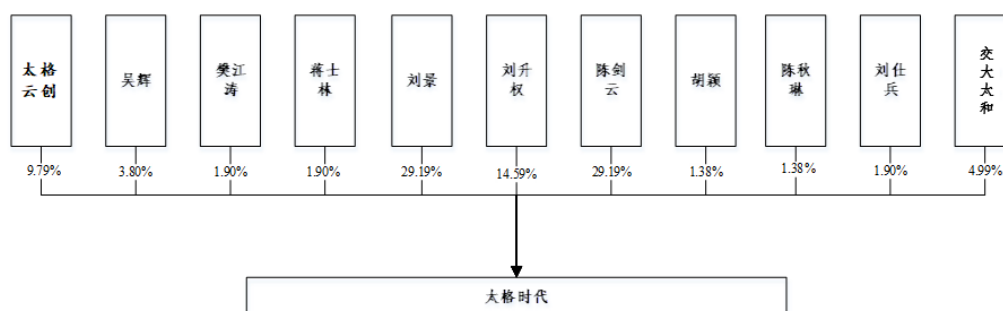 太格
云创
吴辉
樊江
涛
蒋士
林
刘景
刘升
权
陈剑
云
胡颖
陈秋
琳
刘仕
兵
交
大
太
和
9.79%
3.80%
1.90%
1.90%
29.19%
14.59%
29.19%
1.38%
1.38%
1.90%
4.99%
太格时代